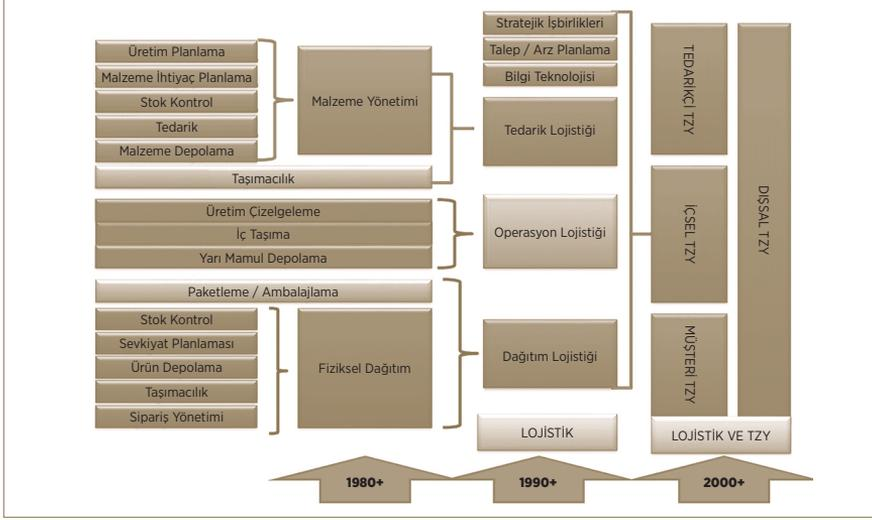 Üretim Planlama
Malzeme İhtiyaç Planlama
Stok Kontrol
Tedarik
Malzeme Depolama
Malzeme Yönetimi
Taşımacılık
Üretim Çizelgeleme
İç Taşıma
Yarı Mamul Depolama
Paketleme / Ambalajlama
Stok Kontrol
Sevkiyat Planlaması
Ürün Depolama
Taşımacılık
Sipariş Yönetimi
Fiziksel Dağıtım
Stratejik İşbirlikleri
Talep / Arz Planlama
Bilgi Teknolojisi
Tedarik Lojistiği
Operasyon Lojistiği
Dağıtım Lojistiği
LOJİSTİK
TEDARİKÇİ TZY
İÇSEL TZY
MÜŞTERİ TZY
DIŞSAL TZY
LOJİSTİK VE TZY
1980+
1990+
2000+